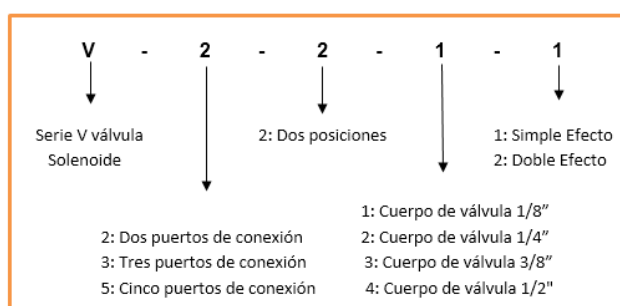 V - 2 - 2 - 1 - 1
Serie V válvula
Solenoide
2: Dos posiciones
1: Simple Efecto
2: Doble Efecto
2: Dos puertos de conexión
3: Tres puertos de conexión
5: Cinco puertos de conexión
1: Cuerpo de válvula 1/8”
2: Cuerpo de válvula 1/4”
3: Cuerpo de válvula 3/8”
4: Cuerpo de válvula 1/2"